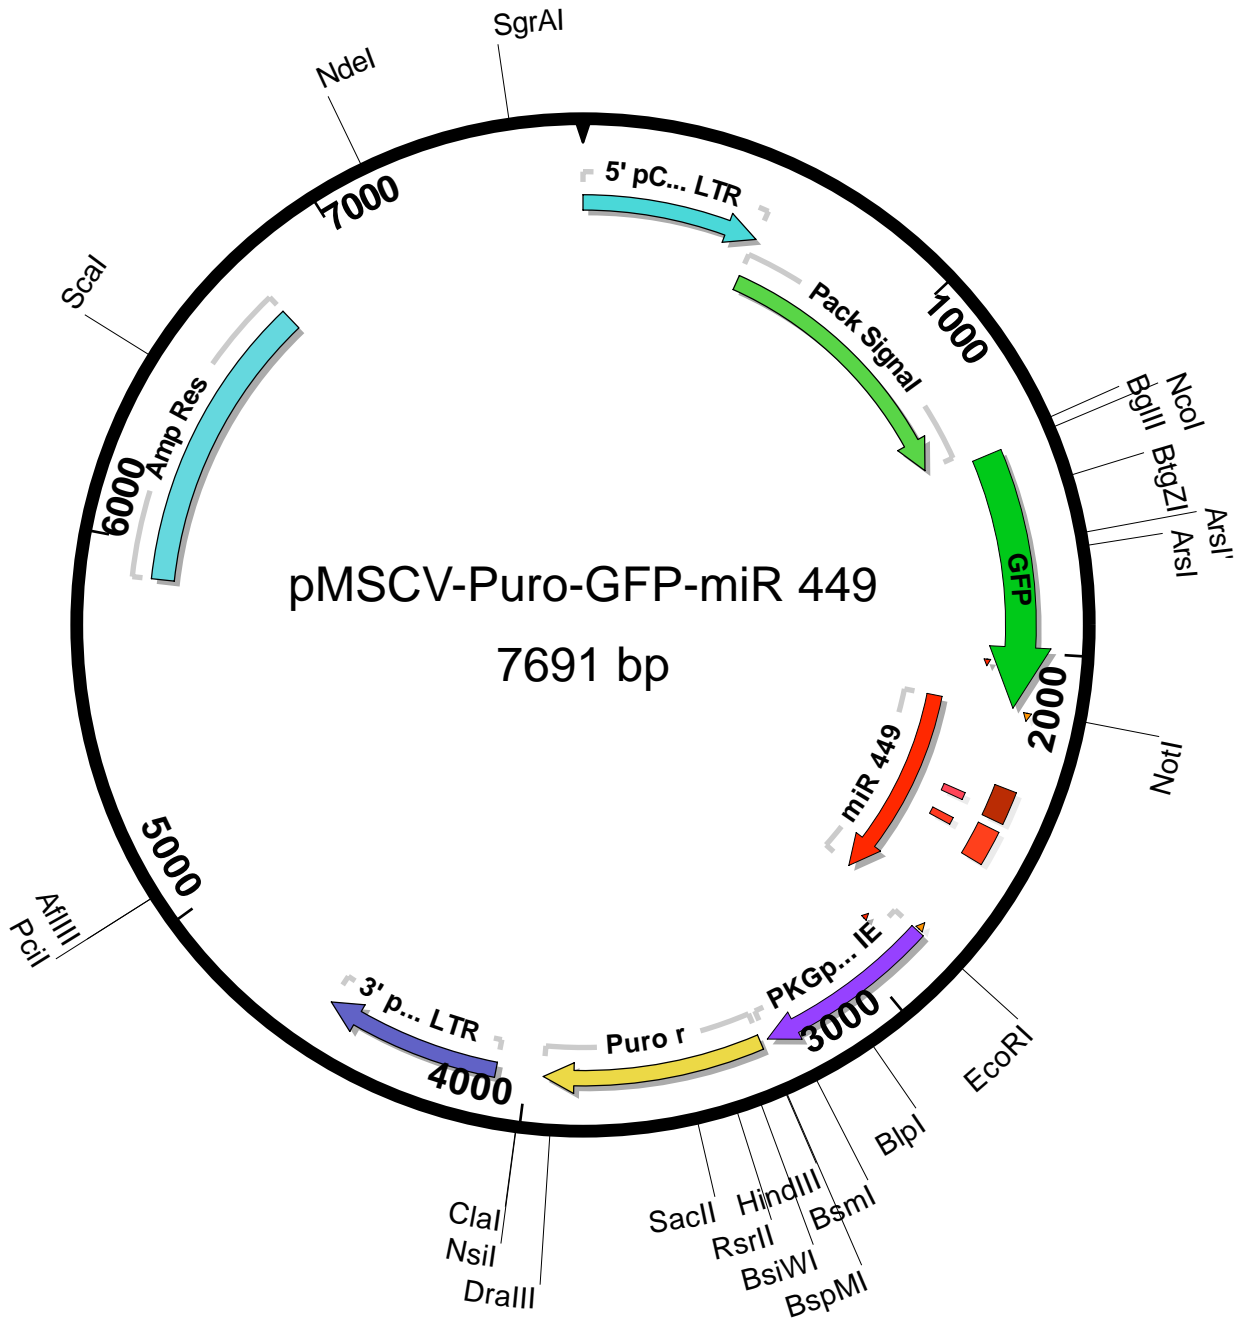 SgrAI
NdeI
5' pC... LTR
7000
ScaI
Pack Signal
1000
NcoI
BglII
Amp Res
BtgZI
6000
ArsI'
ArsI
GFP
pMSCV-Puro-GFP-miR 449
7691 bp
2000
NotI
miR 449
5000
AflIII
PciI
PKGp... IE
3' p... LTR
Puro r
3000
4000
EcoRI
BlpI
HindIII
BsmI
SacII
ClaI
RsrII
NsiI
BsiWI
DraIII
BspMI